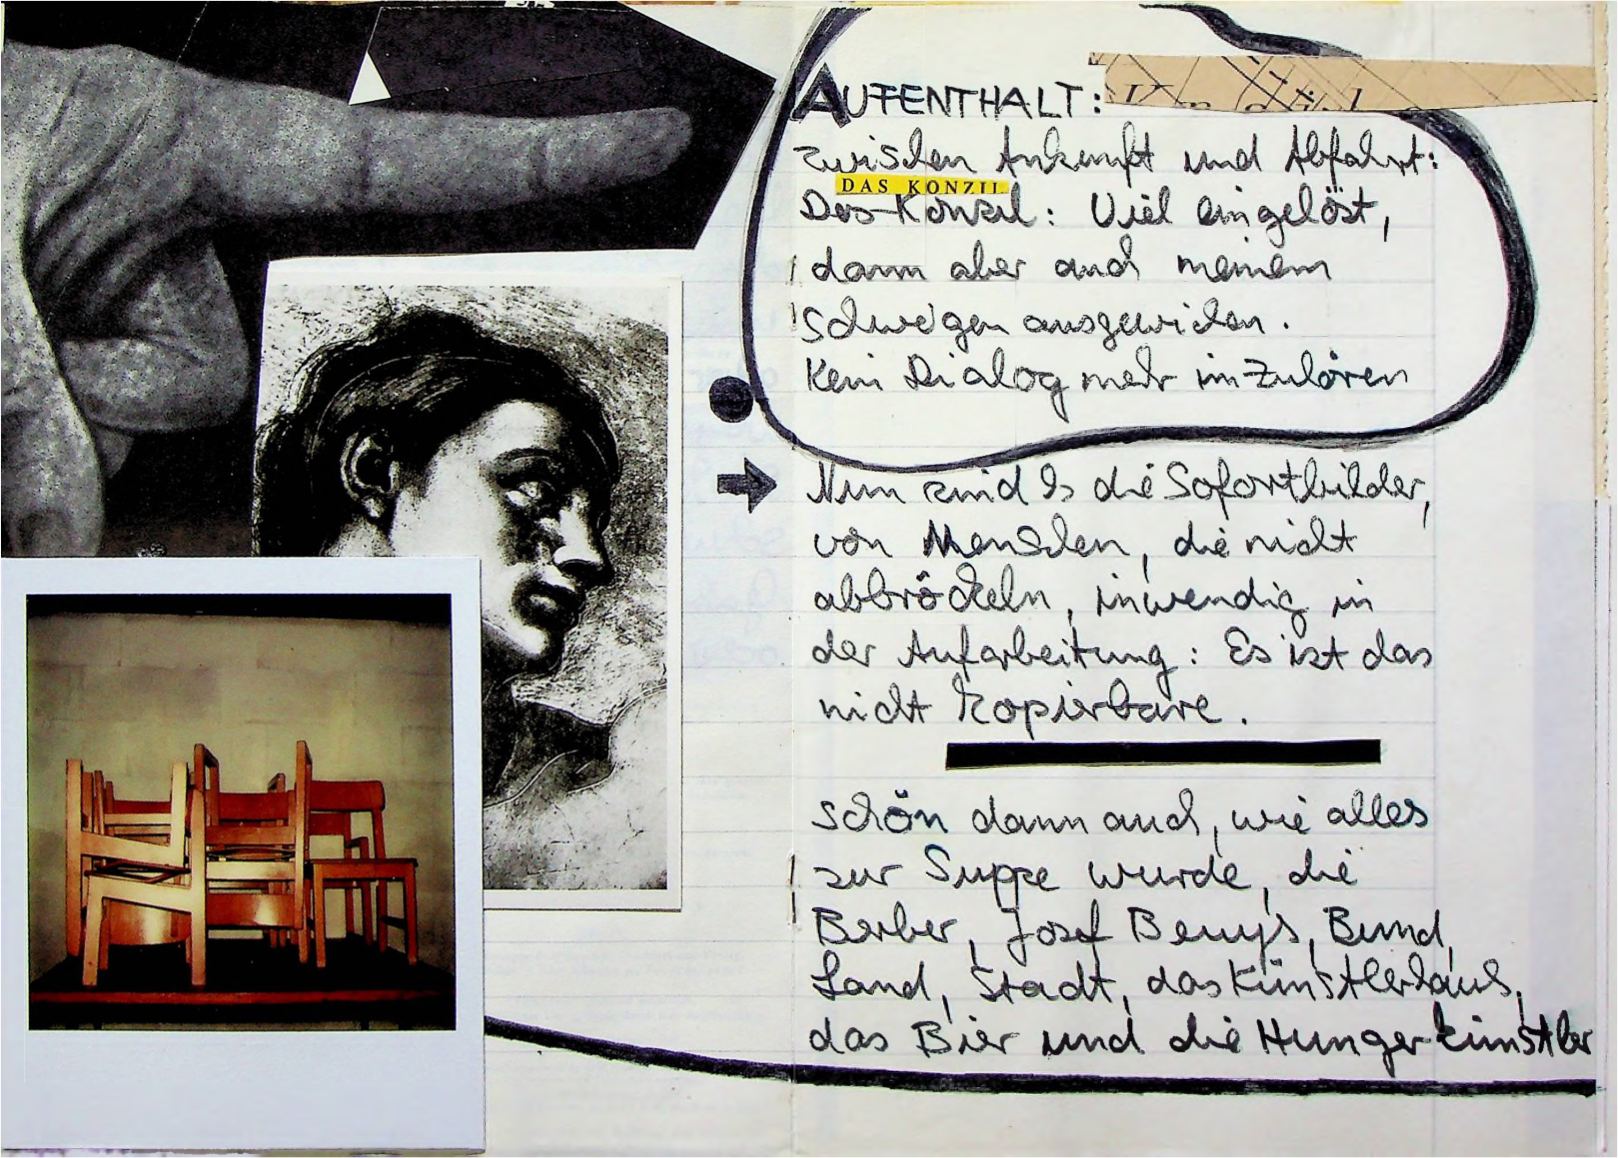 AUFENTHALT:
zwischen Ankunft und Abfahrt:
DAS KONZIL
Das Konzil: Viel eingelöst,
dann aber auch meinem
Schweigen ausgewichen.
Kein Dialog mehr im Zuhören
Nun sind es die Sofortbilder,
von Menschen, die nicht
abbröckeln, inwendig in
der Aufarbeitung: Es ist das
nicht Kopierbare.
schön dann auch, wie alles
zur Suppe wurde, die
Berber, Josef Beuys, Bund,
Land, Stadt, das Künstlerhaus,
das Bier und die Hungerkünstler